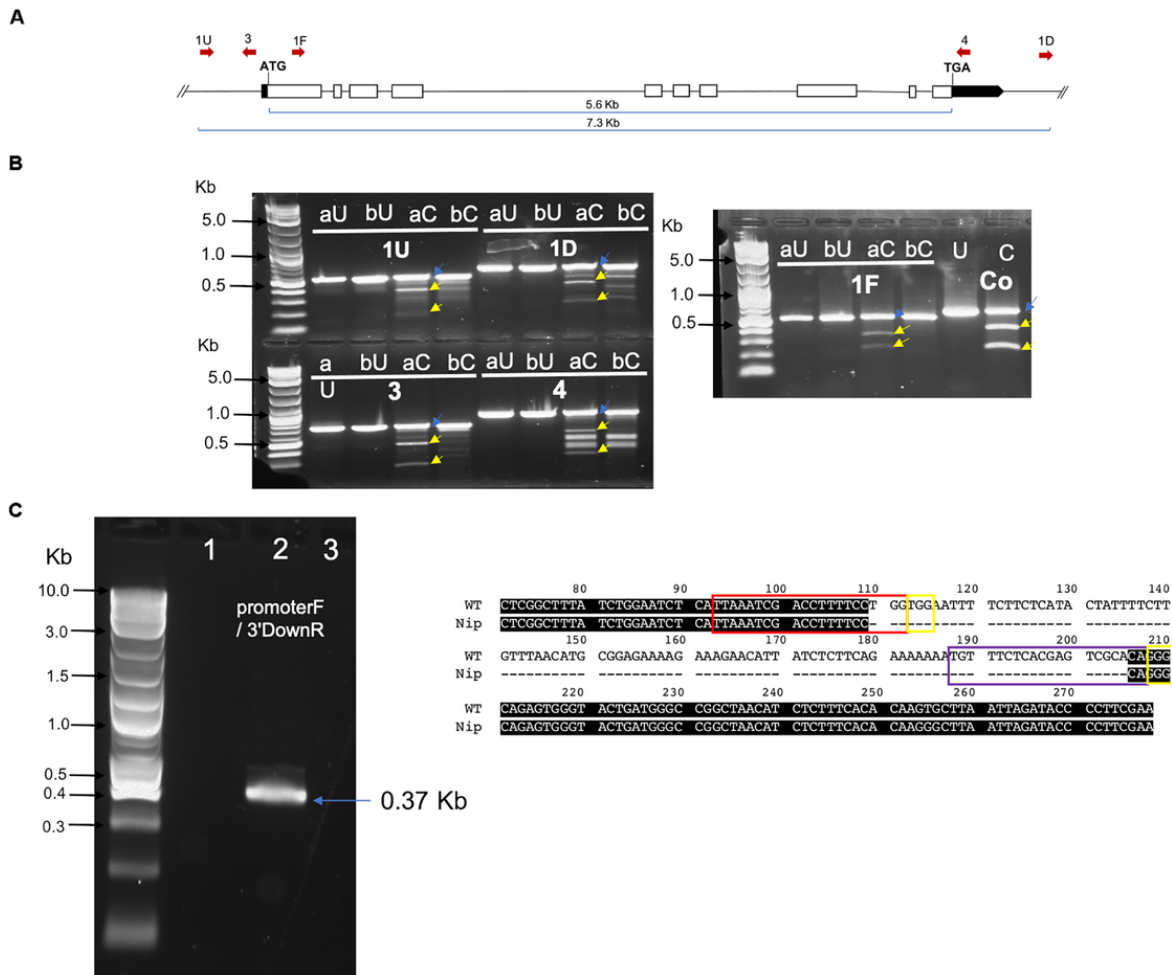 A
1U 3 1F 4 1D
ATG TGA
5.6 Kb
7.3 Kb
B
Kb
5.0
1.0
0.5
aU bU aC bC aU bU aC bC
1U 1D
Kb
5.0
1.0
0.5
a bU aC bC aU bU aC bC
U 3 4
Kb
5.0
1.0
0.5
aU bU aC bC U C
1F Co
C
Kb
10.0
3.0
1.5
1.0
0.5
0.4
0.3
1 2 3
promoterF
/ 3'DownR
0.37 Kb
80 90 100 110 120 130 140
WT CTCGGCTTTA TCTGGAATCT CATTAAATCG ACCTTTTCCT GGTGGAATTT TCTTCTCATA CTATTTTCTT
Nip CTCGGCTTTA TCTGGAATCT CATTAAATCG ACCTTTTCC- ---------- ---------- ----------
150 160 170 180 190 200 210
WT GTTTAACATG CGGAGAAAAG AAAGAACATT ATCTCTTCAG AAAAAAATGT TTCTCACGAG TCGCACAGGG
Nip ---------- ---------- ---------- ---------- ---------- ---------- CAGGG
220 230 240 250 260 270
WT CAGAGTGGGT ACTGATGGGC CGGCTAACAT CTCTTTCACA CAAGTGCTTA ATTAGATACC CCTTCGAA
Nip CAGAGTGGGT ACTGATGGGC CGGCTAACAT CTCTTTCACA CAAGGGCTTA ATTAGATACC CCTTCGAA